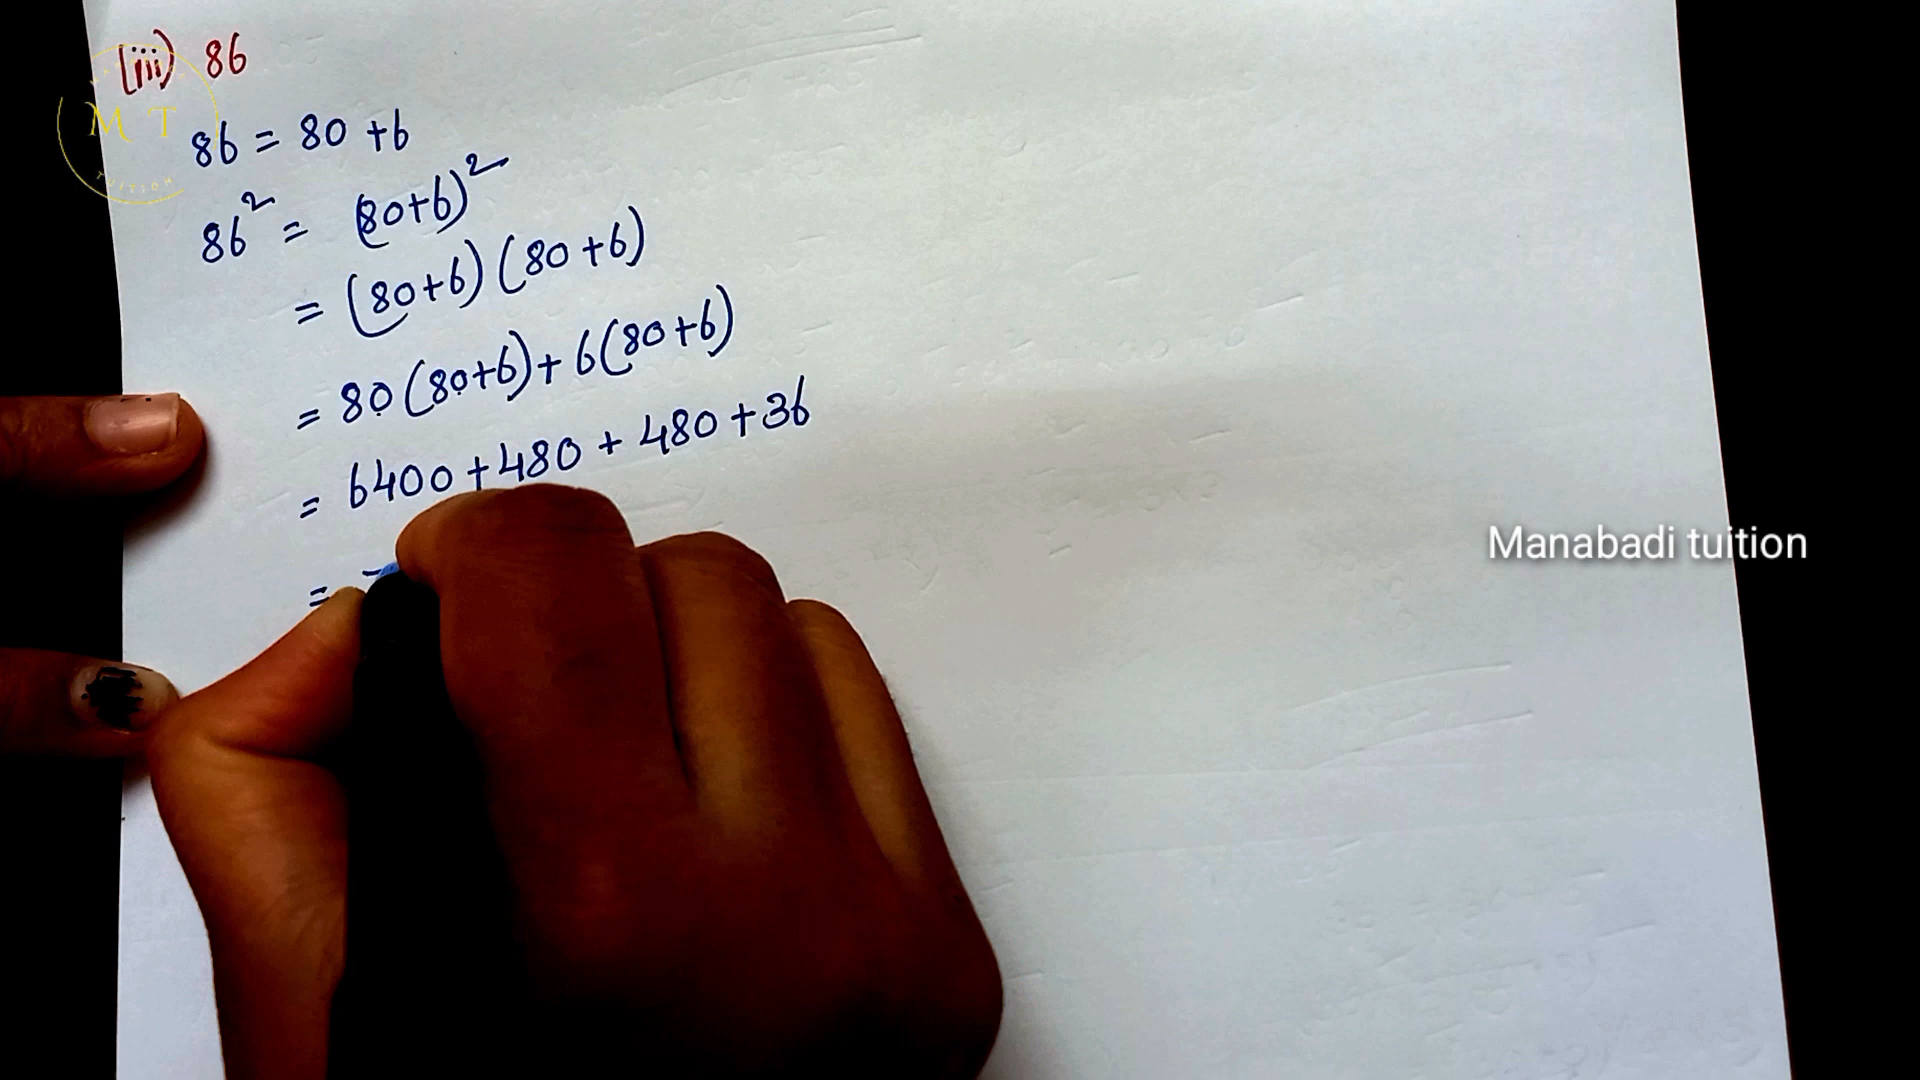 (iii) 86
M T
TUITION
86 = 80 + 6
86² = (80+6)²
= (80+6) (80+6)
= 80 (80+6) + 6 (80+6)
= 6400 + 480 + 480 + 36
=
Manabadi tuition